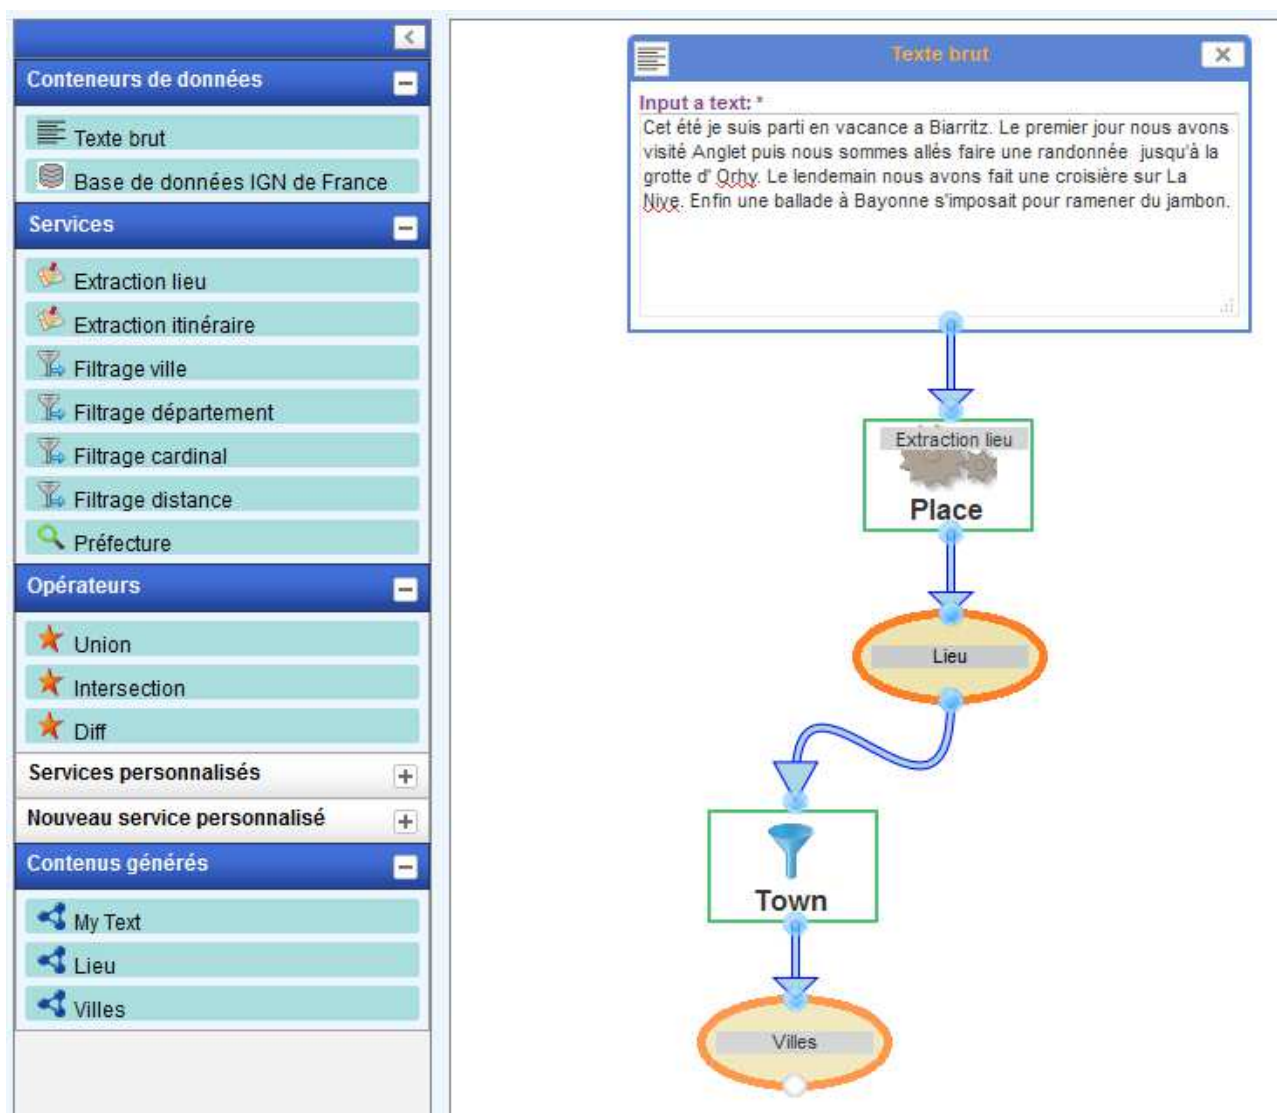 Conteneurs de données
Texte brut
Base de données IGN de France
Services
Extraction lieu
Extraction itinéraire
Filtrage ville
Filtrage département
Filtrage cardinal
Filtrage distance
Préfecture
Opérateurs
Union
Intersection
Diff
Services personnalisés
Nouveau service personnalisé
Contenus générés
My Text
Lieu
Villes
Texte brut
Input a text: *
Cet été je suis parti en vacance a Biarritz. Le premier jour nous avons
visité Anglet puis nous sommes allés faire une randonnée jusqu'à la
grotte d' Orhy. Le lendemain nous avons fait une croisière sur La
Nive. Enfin une ballade à Bayonne s'imposait pour ramener du jambon.
Extraction lieu
Place
Lieu
Town
Villes